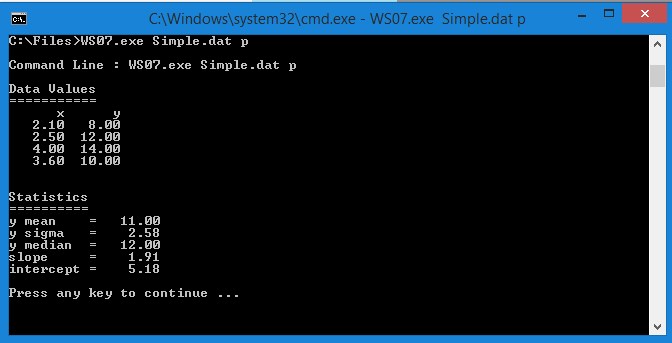 C:\Windows\system32\cmd.exe - WS07.exe  Simple.dat p
C:\Files>WS07.exe Simple.dat p
Command Line : WS07.exe Simple.dat p
Data Values
===========
      x      y
   2.10   8.00
   2.50  12.00
   4.00  14.00
   3.60  10.00
Statistics
==========
y mean    =   11.00
y sigma   =    2.58
y median  =   12.00
slope     =    1.91
intercept =    5.18
Press any key to continue ...